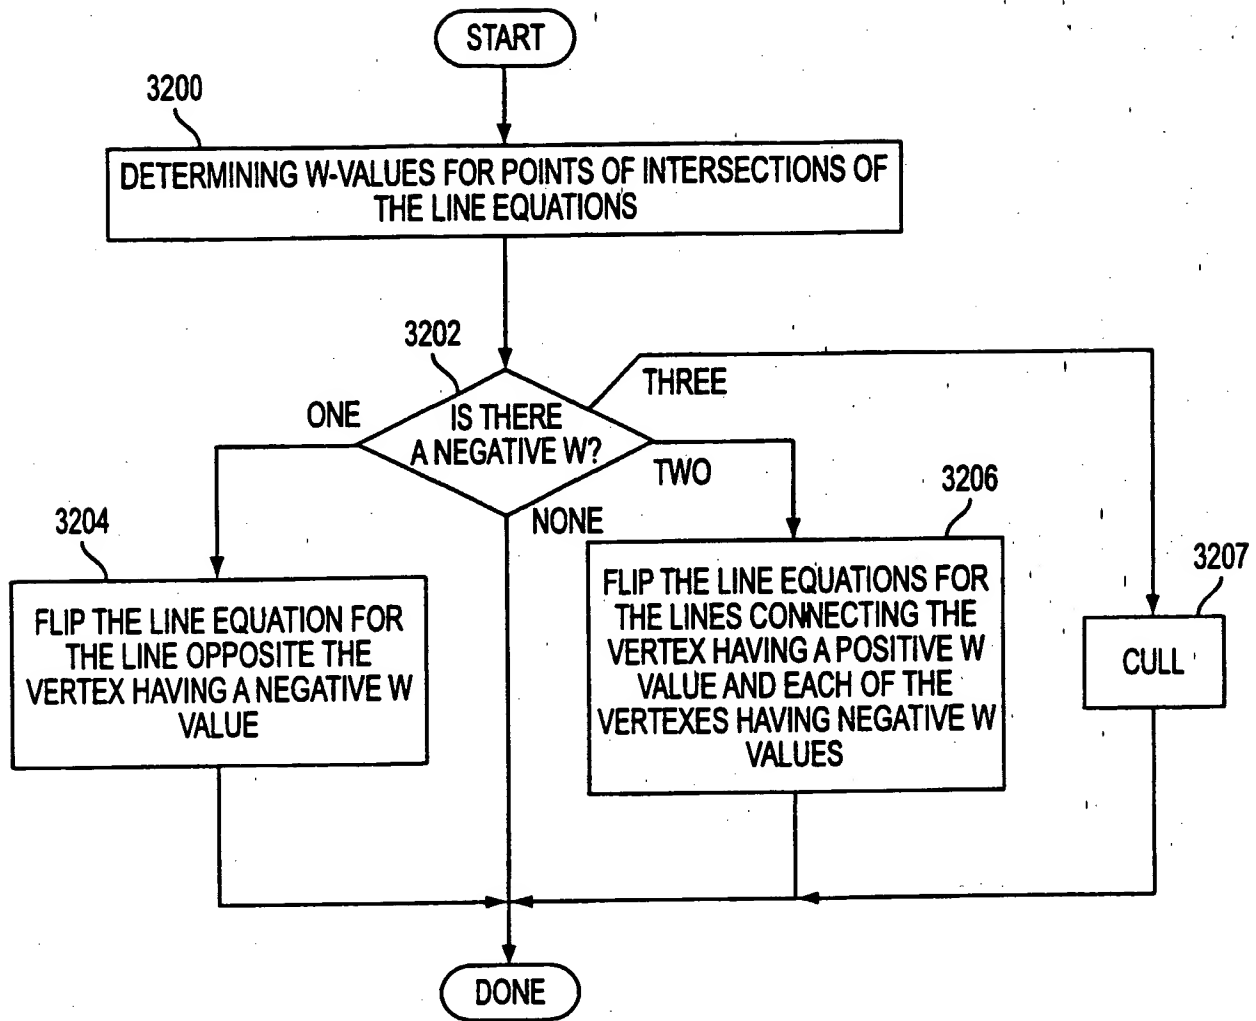 START
3200
DETERMINING W-VALUES FOR POINTS OF INTERSECTIONS OF
THE LINE EQUATIONS
3202
IS THERE
A NEGATIVE W?
ONE
THREE
TWO
NONE
3204
FLIP THE LINE EQUATION FOR
THE LINE OPPOSITE THE
VERTEX HAVING A NEGATIVE W
VALUE
3206
FLIP THE LINE EQUATIONS FOR
THE LINES CONNECTING THE
VERTEX HAVING A POSITIVE W
VALUE AND EACH OF THE
VERTEXES HAVING NEGATIVE W
VALUES
3207
CULL
DONE